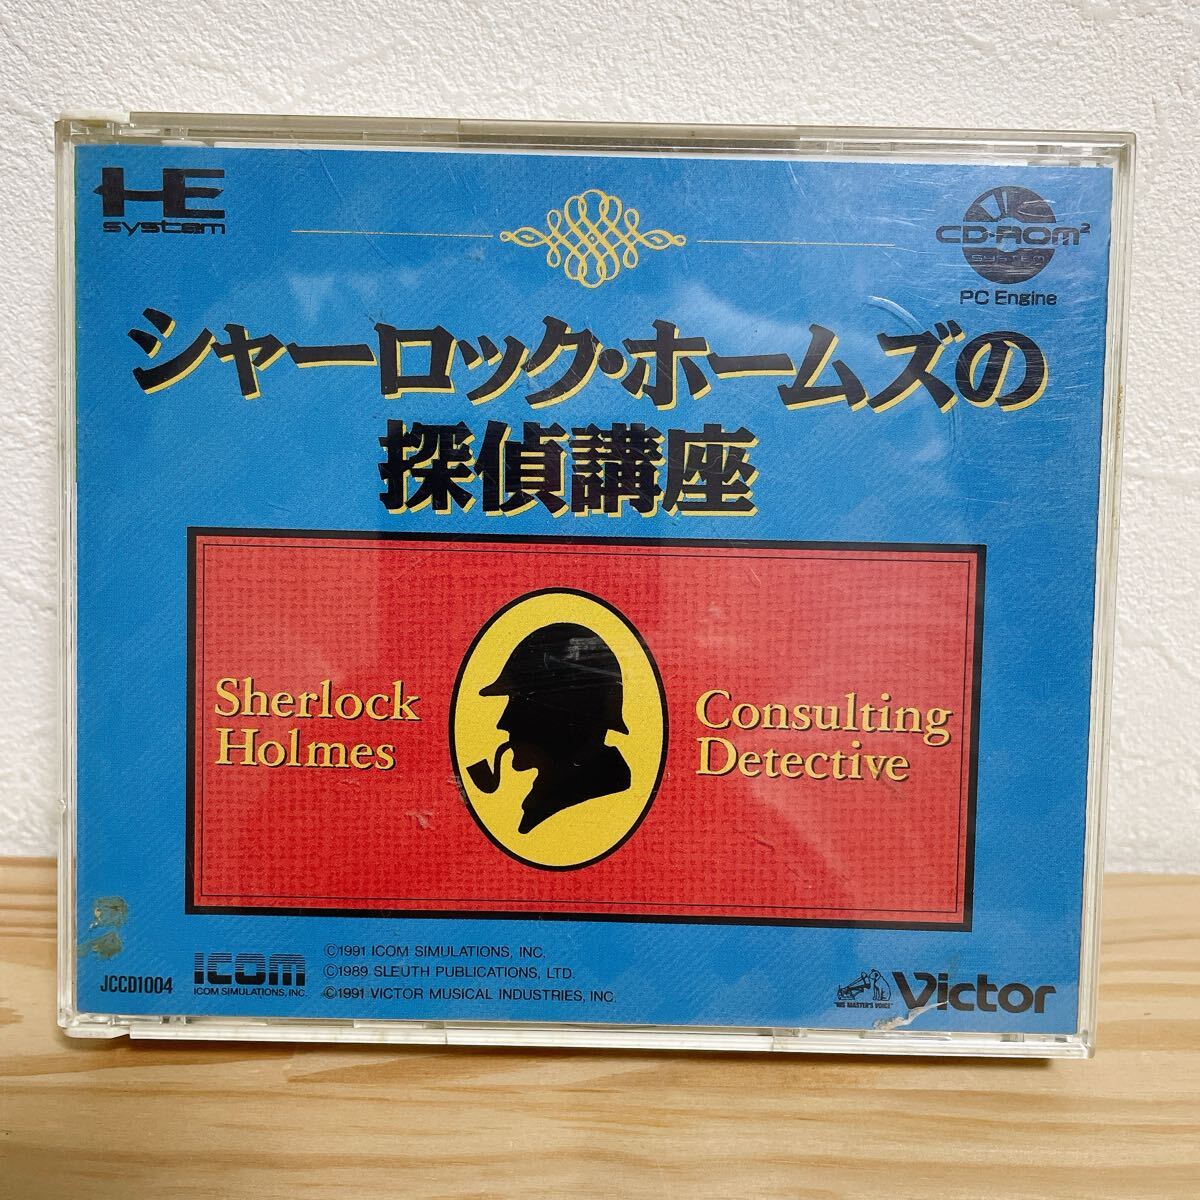 HE
system
CD-ROM²
SYSTEM
PC Engine
シャーロック・ホームズの
探偵講座
Sherlock
Holmes
Consulting
Detective
JCCD1004
ICOM
ICOM SIMULATIONS, INC.
©1991 ICOM SIMULATIONS, INC.
©1989 SLEUTH PUBLICATIONS, LTD.
©1991 VICTOR MUSICAL INDUSTRIES, INC.
"HIS MASTER'S VOICE"
Victor